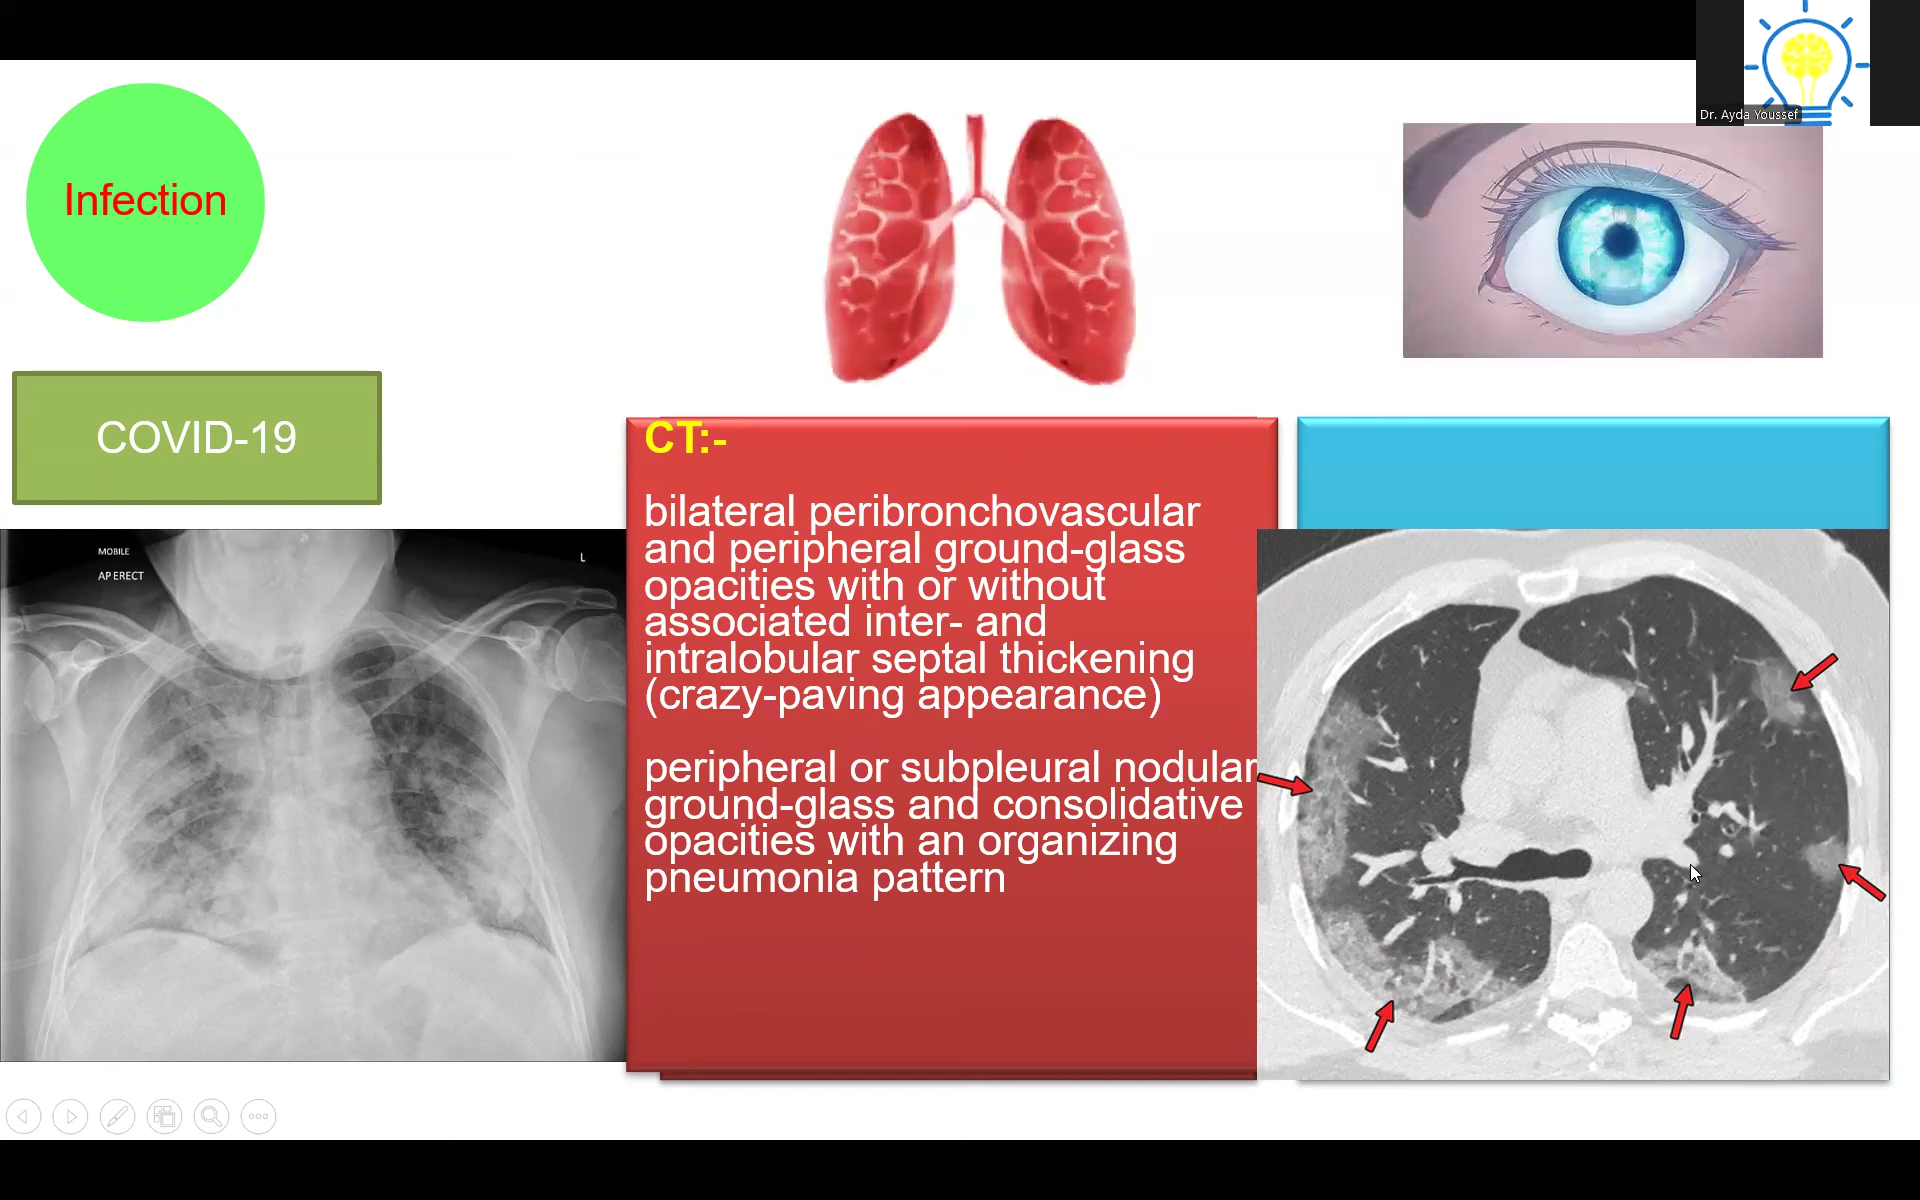 Dr. Ayda Youssef
Infection
COVID-19
MOBILE
AP ERECT
L
CT:-
bilateral peribronchovascular
and peripheral ground-glass
opacities with or without
associated inter- and
intralobular septal thickening
(crazy-paving appearance)
peripheral or subpleural nodular
ground-glass and consolidative
opacities with an organizing
pneumonia pattern